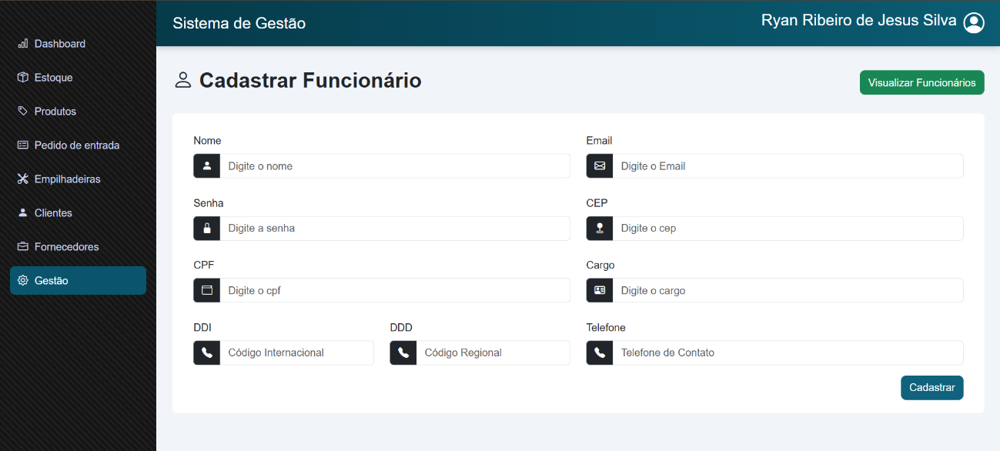 Sistema de Gestão
Ryan Ribeiro de Jesus Silva
Dashboard
Estoque
Produtos
Pedido de entrada
Empilhadeiras
Clientes
Fornecedores
Gestão
Cadastrar Funcionário
Visualizar Funcionários
Nome
Digite o nome
Email
Digite o Email
Senha
Digite a senha
CEP
Digite o cep
CPF
Digite o cpf
Cargo
Digite o cargo
DDI
Código Internacional
DDD
Código Regional
Telefone
Telefone de Contato
Cadastrar